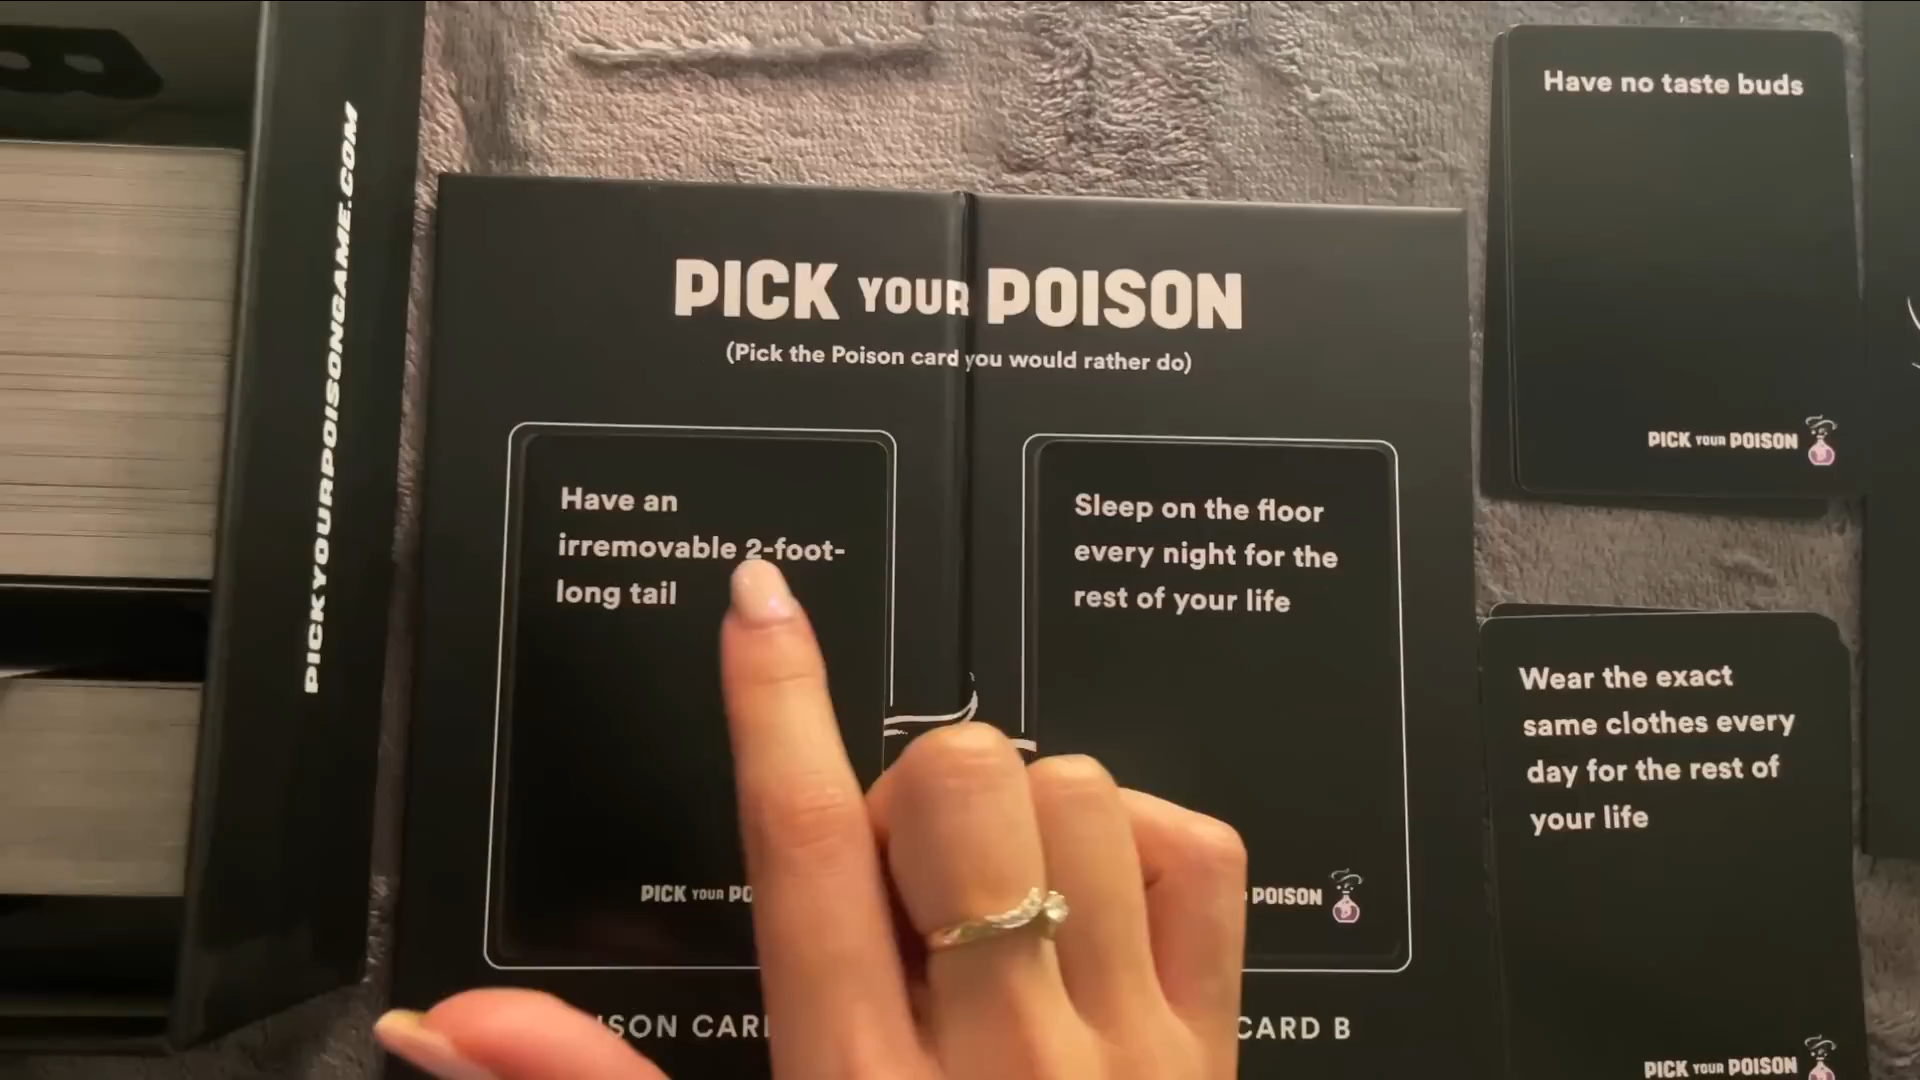 PICKYOURPOISONGAME.COM
PICK YOUR POISON
(Pick the Poison card you would rather do)
Have an
irremovable 2-foot-
long tail
PICK YOUR PO
ISON CARD
Sleep on the floor
every night for the
rest of your life
POISON
CARD B
Have no taste buds
PICK YOUR POISON
Wear the exact
same clothes every
day for the rest of
your life
PICK YOUR POISON